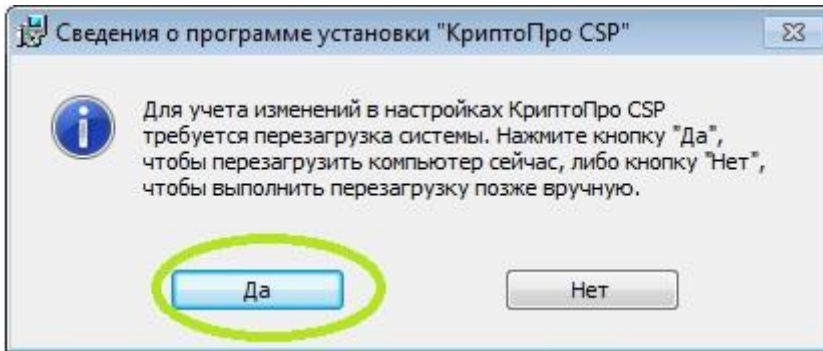 Сведения о программе установки "КриптоПро CSP"
Для учета изменений в настройках КриптоПро CSP
требуется перезагрузка системы. Нажмите кнопку "Да",
чтобы перезагрузить компьютер сейчас, либо кнопку "Нет",
чтобы выполнить перезагрузку позже вручную.
Да
Нет